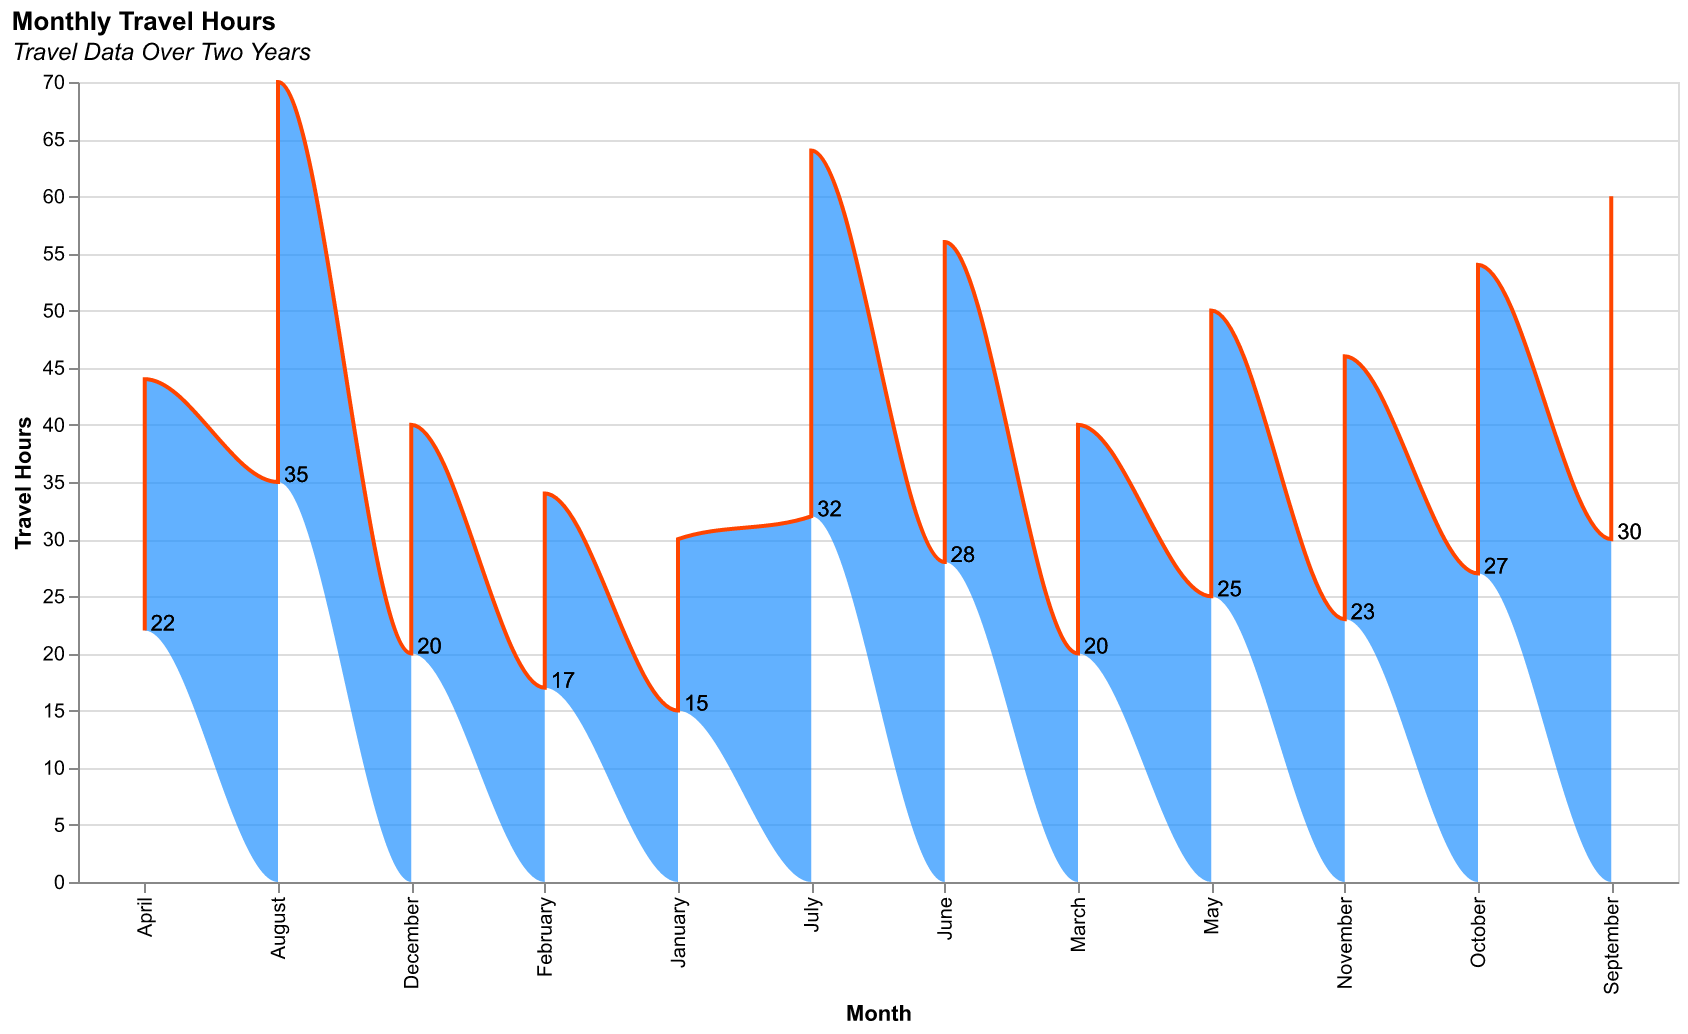 Monthly Travel Hours
Travel Data Over Two Years
70
65
60
55
50
45
40
35
30
25
20
15
10
5
0
Travel Hours
22
35
20
17
15
32
28
20
25
23
27
30
April
August
December
February
January
July
June
March
May
November
October
September
Month